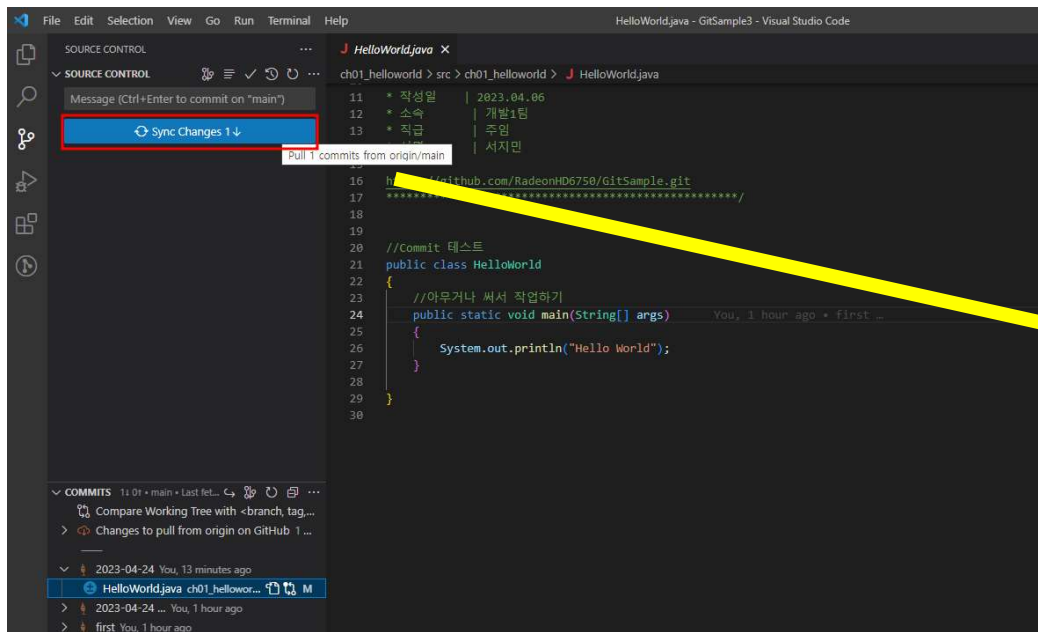 File Edit Selection View Go Run Terminal Help HelloWorld.java - GitSample3 - Visual Studio Code
SOURCE CONTROL ···
SOURCE CONTROL ···
Message (Ctrl+Enter to commit on "main")
Sync Changes 1↓
Pull 1 commits from origin/main
COMMITS 1↓ 0↑ • main • Last fet... ···
Compare Working Tree with <branch, tag,...
Changes to pull from origin on GitHub 1 ...
2023-04-24 You, 13 minutes ago
HelloWorld.java ch01_hellowor... M
2023-04-24 ... You, 1 hour ago
first You, 1 hour ago
J HelloWorld.java ×
ch01_helloworld > src > ch01_helloworld > J HelloWorld.java
11 * 작성일 | 2023.04.06
12 * 소속 | 개발1팀
13 * 직급 | 주임
| 서지민
16 github.com/RadeonHD6750/GitSample.git
17 **************************************************/
18
19
20 //Commit 테스트
21 public class HelloWorld
22 {
23 //아무거나 써서 작업하기
24 public static void main(String[] args) You, 1 hour ago • first …
25 {
26 System.out.println("Hello World");
27 }
28
29 }
30